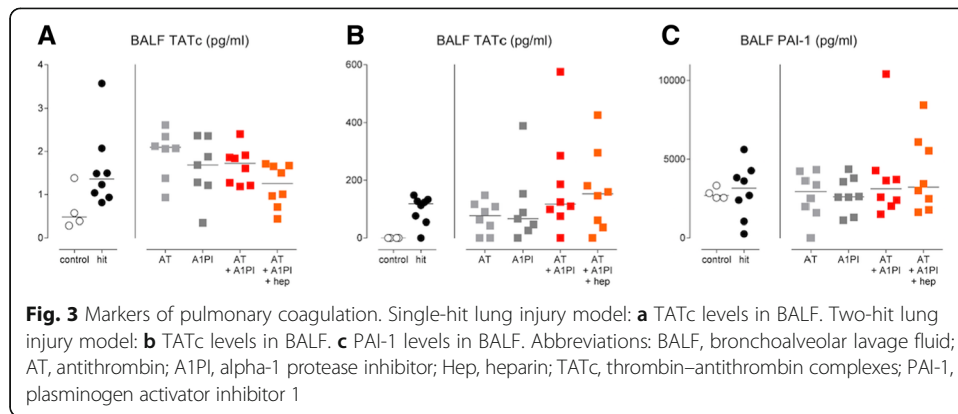 A
BALF TATc (pg/ml)
4
3
2
1
0
control
hit
AT
A1PI
AT
+ A1PI
AT
+ A1PI
+ hep
B
BALF TATc (pg/ml)
600
400
200
0
control
hit
AT
A1PI
AT
+ A1PI
AT
+ A1PI
+ hep
C
BALF PAI-1 (pg/ml)
10000
5000
0
control
hit
AT
A1PI
AT
+ A1PI
AT
+ A1PI
+ hep
Fig. 3 Markers of pulmonary coagulation. Single-hit lung injury model: a TATc levels in BALF. Two-hit lung
injury model: b TATc levels in BALF. c PAI-1 levels in BALF. Abbreviations: BALF, bronchoalveolar lavage fluid;
AT, antithrombin; A1PI, alpha-1 protease inhibitor; Hep, heparin; TATc, thrombin–antithrombin complexes; PAI-1,
plasminogen activator inhibitor 1